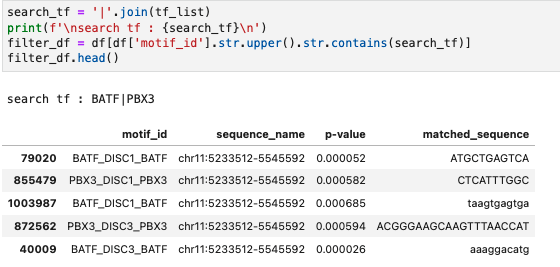 search_tf = '|'.join(tf_list)
print(f'\nsearch tf : {search_tf}\n')
filter_df = df[df['motif_id'].str.upper().str.contains(search_tf)]
filter_df.head()
search tf : BATF|PBX3
motif_id sequence_name p-value matched_sequence
79020 BATF_DISC1_BATF chr11:5233512-5545592 0.000052 ATGCTGAGTCA
855479 PBX3_DISC1_PBX3 chr11:5233512-5545592 0.000582 CTCATTTGGC
1003987 BATF_DISC1_BATF chr11:5233512-5545592 0.000685 taagtgagtga
872562 PBX3_DISC3_PBX3 chr11:5233512-5545592 0.000594 ACGGGAAGCAAGTTTAACCAT
40009 BATF_DISC3_BATF chr11:5233512-5545592 0.000026 aaaggacatg